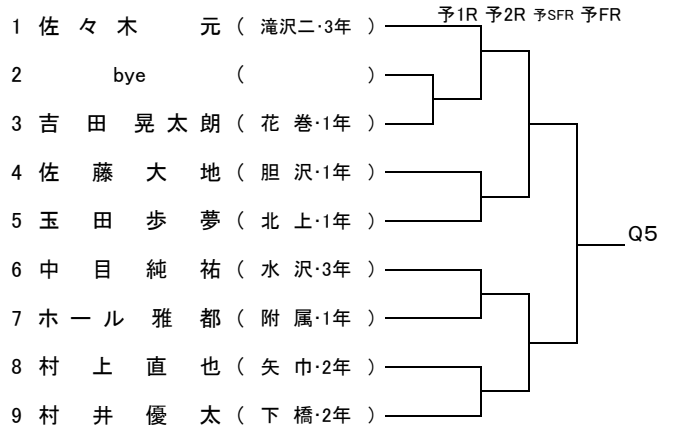 予1R 予2R 予SFR 予FR
1 佐々木 元 ( 滝沢二・3年 )
2 bye ( )
3 吉田 晃太朗 ( 花巻・1年 )
4 佐藤大地 ( 胆沢・1年 )
5 玉田歩夢 ( 北上・1年 )
6 中目純祐 ( 水沢・3年 )
7 ホール 雅都 ( 附属・1年 )
8 村上直也 ( 矢巾・2年 )
9 村井優太 ( 下橋・2年 )
Q5